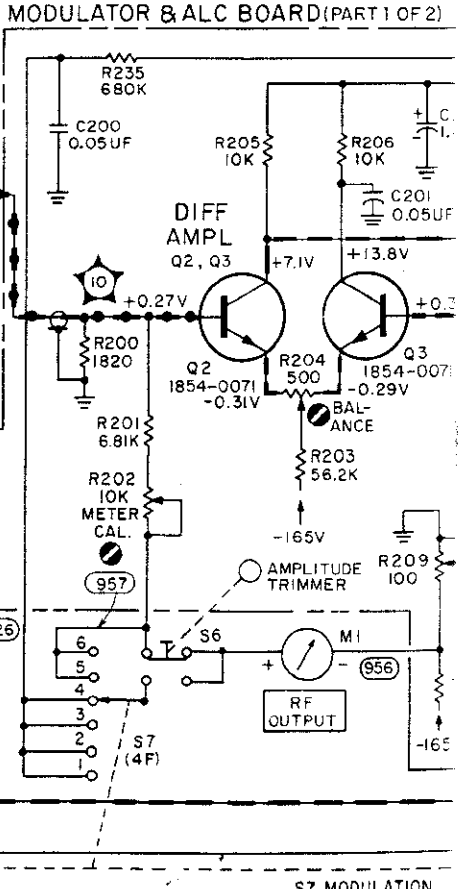 MODULATOR & ALC BOARD (PART 1 OF 2)
R235
680K
C200
0.05UF
R205
10K
R206
10K
+
-
C201
0.05UF
DIFF
AMPL
Q2, Q3
+7.1V
+13.8V
10
+0.27V
R200
1820
Q2
1854-0071
-0.31V
R204
500
Q3
1854-0071
-0.29V
BAL-
ANCE
R201
6.81K
R203
56.2K
R202
10K
METER
CAL.
-165V
957
AMPLITUDE
TRIMMER
R209
100
S6
6
5
4
3
2
1
+
M1
-
956
RF
OUTPUT
S7
(4F)
-165
S7 MODULATION